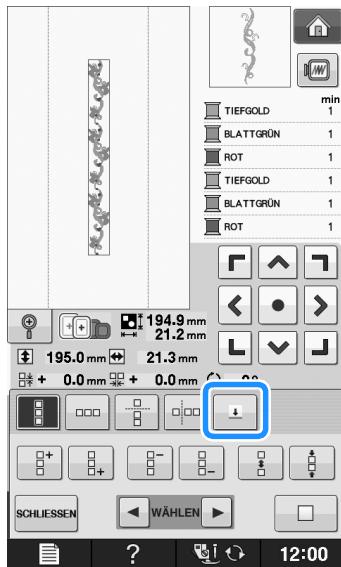 min
TIEFGOLD 1
BLATTGRÜN 1
ROT 1
TIEFGOLD 1
BLATTGRÜN 1
ROT 1
194.9 mm
21.2 mm
195.0 mm 21.3 mm
+ 0.0 mm + 0.0 mm
SCHLIESSEN
WÄHLEN
? 12:00